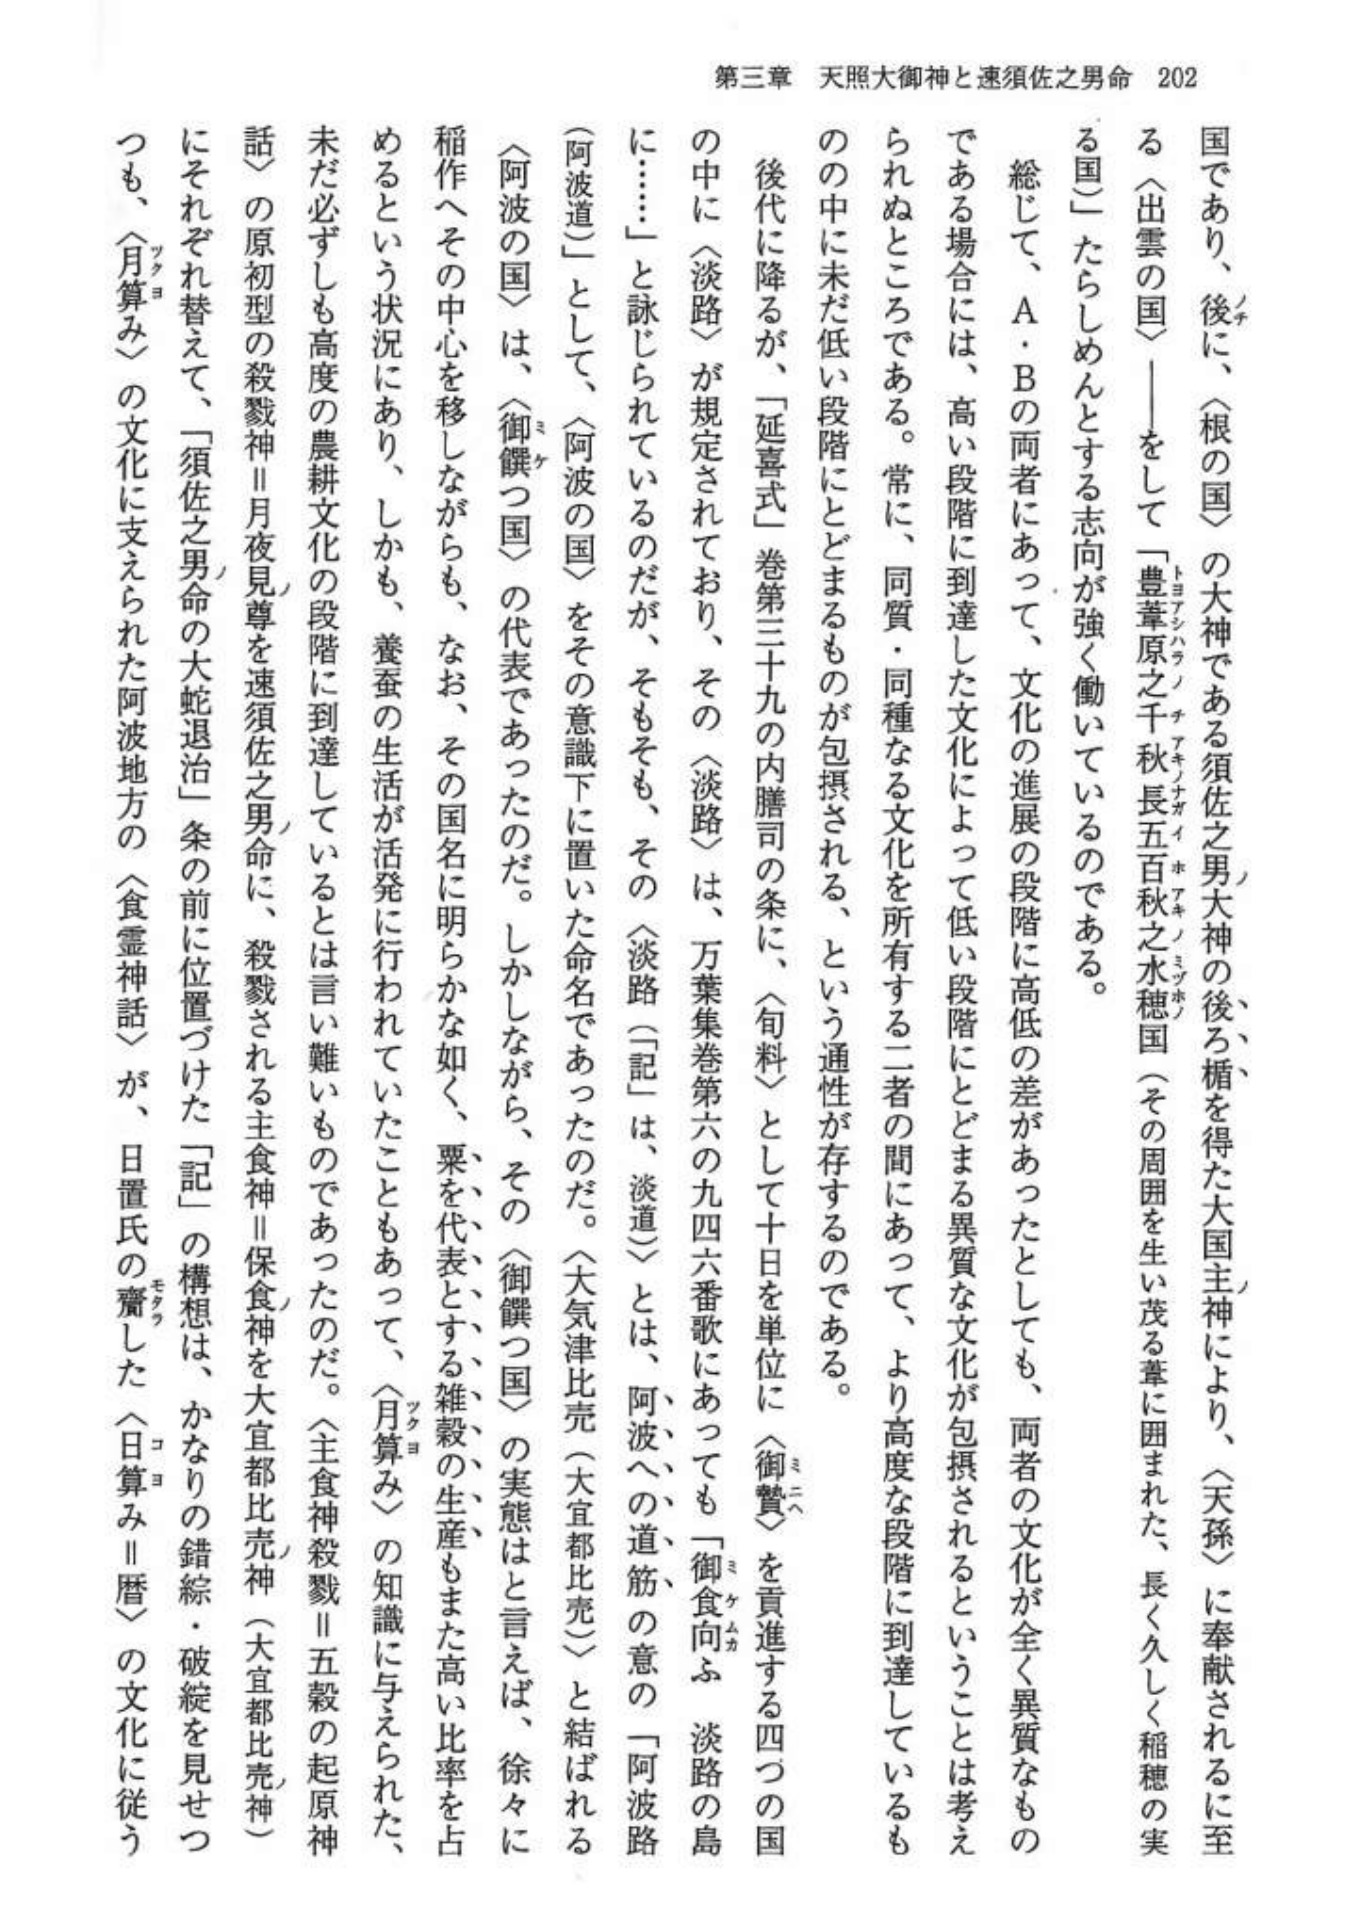 第三章　天照大御神と速須佐之男命　202
国であり、後に、〈根の国〉の大神である須佐之男大神の後ろ楯を得た大国主神により、〈天孫〉に奉献されるに至
る〈出雲の国〉――をして「豊葦原之千秋長五百秋之水穂国（その周囲を生い茂る葦に囲まれた、長く久しく稲穂の実
る国）」たらしめんとする志向が強く働いているのである。
　総じて、A・Bの両者にあって、文化の進展の段階に高低の差があったとしても、両者の文化が全く異質なもの
である場合には、高い段階に到達した文化によって低い段階にとどまる異質な文化が包摂されるということは考え
られぬところである。常に、同質・同種なる文化を所有する二者の間にあって、より高度な段階に到達しているも
のの中に未だ低い段階にとどまるものが包摂される、という通性が存するのである。
　後代に降るが、「延喜式」巻第三十九の内膳司の条に、〈旬料〉として十日を単位に〈御贄〉を貢進する四つの国
の中に〈淡路〉が規定されており、その〈淡路〉は、万葉集巻第六の九四六番歌にあっても「御食向ふ　淡路の島
に……」と詠じられているのだが、そもそも、その〈淡路（「記」は、淡道）〉とは、阿波への道筋の意の「阿波路
（阿波道）」として、〈阿波の国〉をその意識下に置いた命名であったのだ。〈大気津比売（大宜都比売）〉と結ばれる
〈阿波の国〉は、〈御饌つ国〉の代表であったのだ。しかしながら、その〈御饌つ国〉の実態はと言えば、徐々に
稲作へその中心を移しながらも、なお、その国名に明らかな如く、粟を代表とする雑穀の生産もまた高い比率を占
めるという状況にあり、しかも、養蚕の生活が活発に行われていたこともあって、〈月算み〉の知識に与えられた、
未だ必ずしも高度の農耕文化の段階に到達しているとは言い難いものであったのだ。〈主食神殺戮＝五穀の起原神
話〉の原初型の殺戮神＝月夜見尊を速須佐之男命に、殺戮される主食神＝保食神を大宜都比売神（大宜都比売神）
にそれぞれ替えて、「須佐之男命の大蛇退治」条の前に位置づけた「記」の構想は、かなりの錯綜・破綻を見せつ
つも、〈月算み〉の文化に支えられた阿波地方の〈食霊神話〉が、日置氏の齎した〈日算み＝暦〉の文化に従う